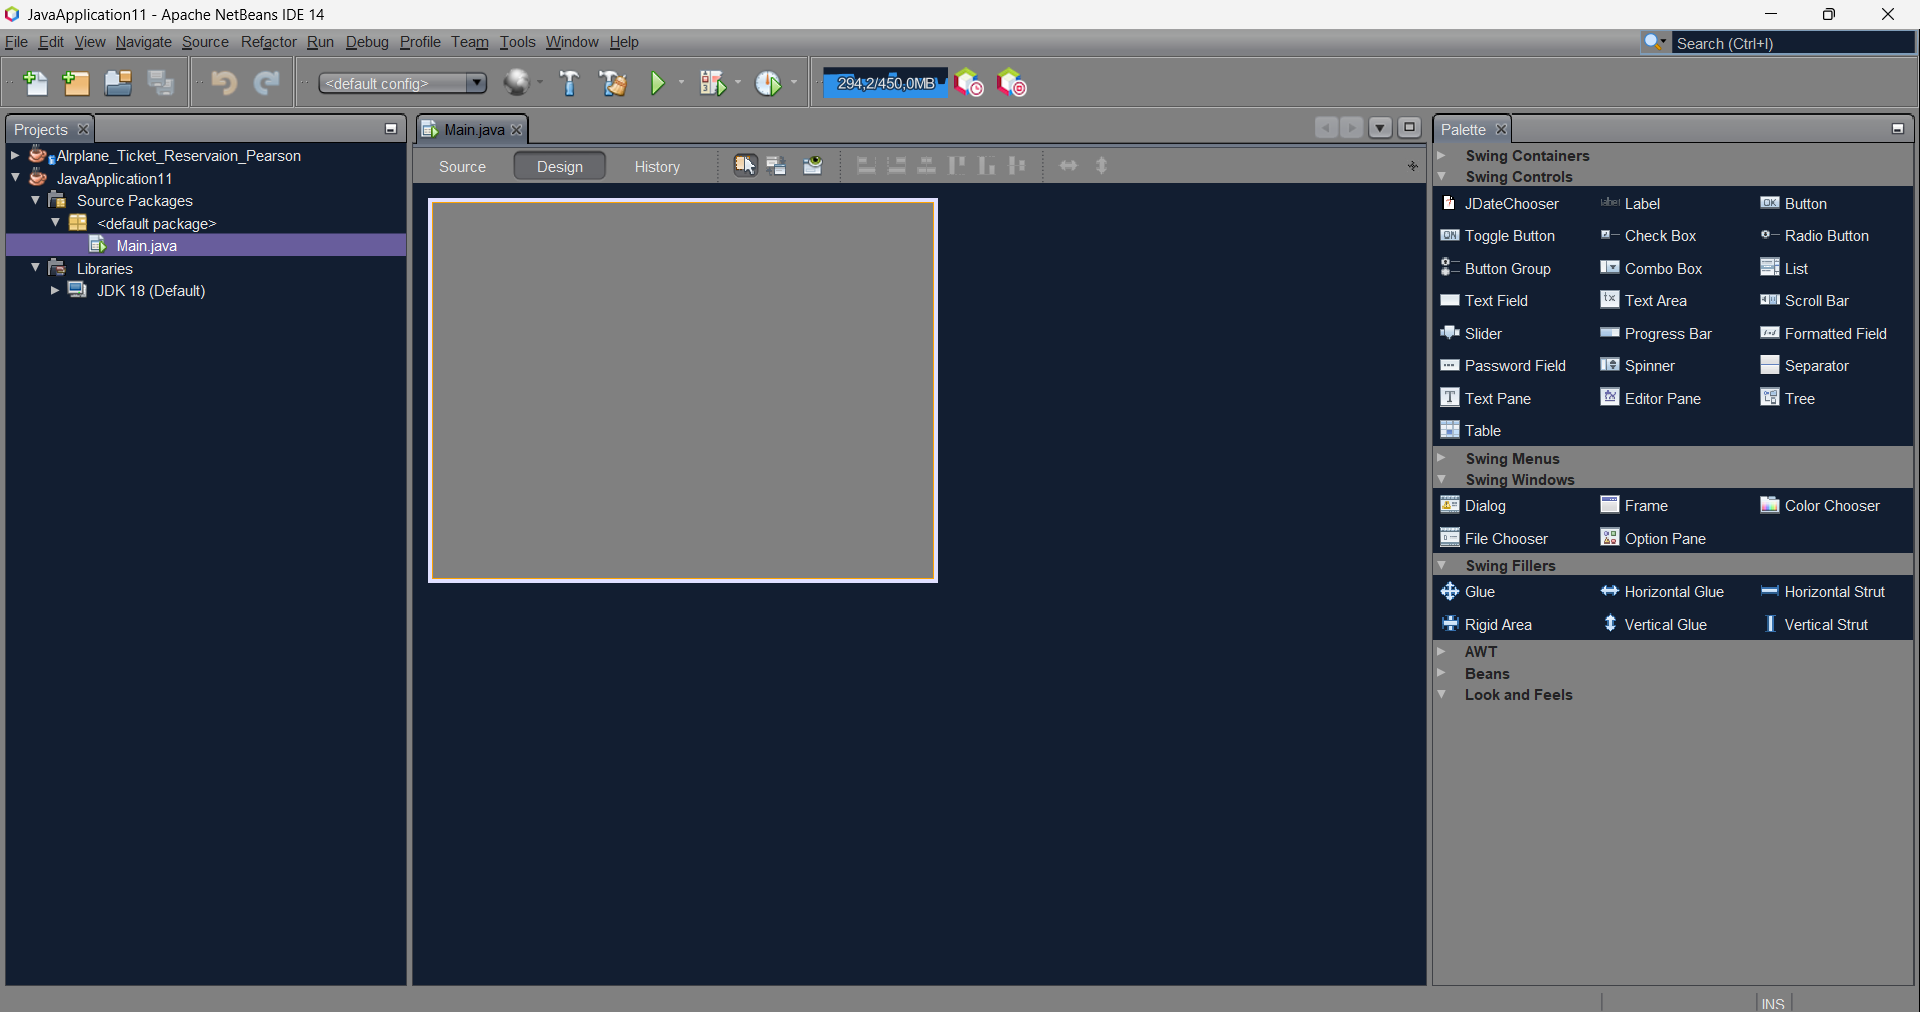 JavaApplication11 - Apache NetBeans IDE 14
File Edit View Navigate Source Refactor Run Debug Profile Team Tools Window Help
Search (Ctrl+I)
<default config>
294,2/450,0MB
Projects
AIrplane_Ticket_Reservaion_Pearson
JavaApplication11
Source Packages
<default package>
Main.java
Libraries
JDK 18 (Default)
Main.java
Source Design History
Palette
Swing Containers
Swing Controls
JDateChooser label Label OK Button
ON Toggle Button Check Box Radio Button
Button Group Combo Box List
Text Field tx Text Area Scroll Bar
Slider Progress Bar Formatted Field
Password Field Spinner Separator
T Text Pane Editor Pane Tree
Table
Swing Menus
Swing Windows
Dialog Frame Color Chooser
File Chooser Option Pane
Swing Fillers
Glue Horizontal Glue Horizontal Strut
Rigid Area Vertical Glue Vertical Strut
AWT
Beans
Look and Feels
INS